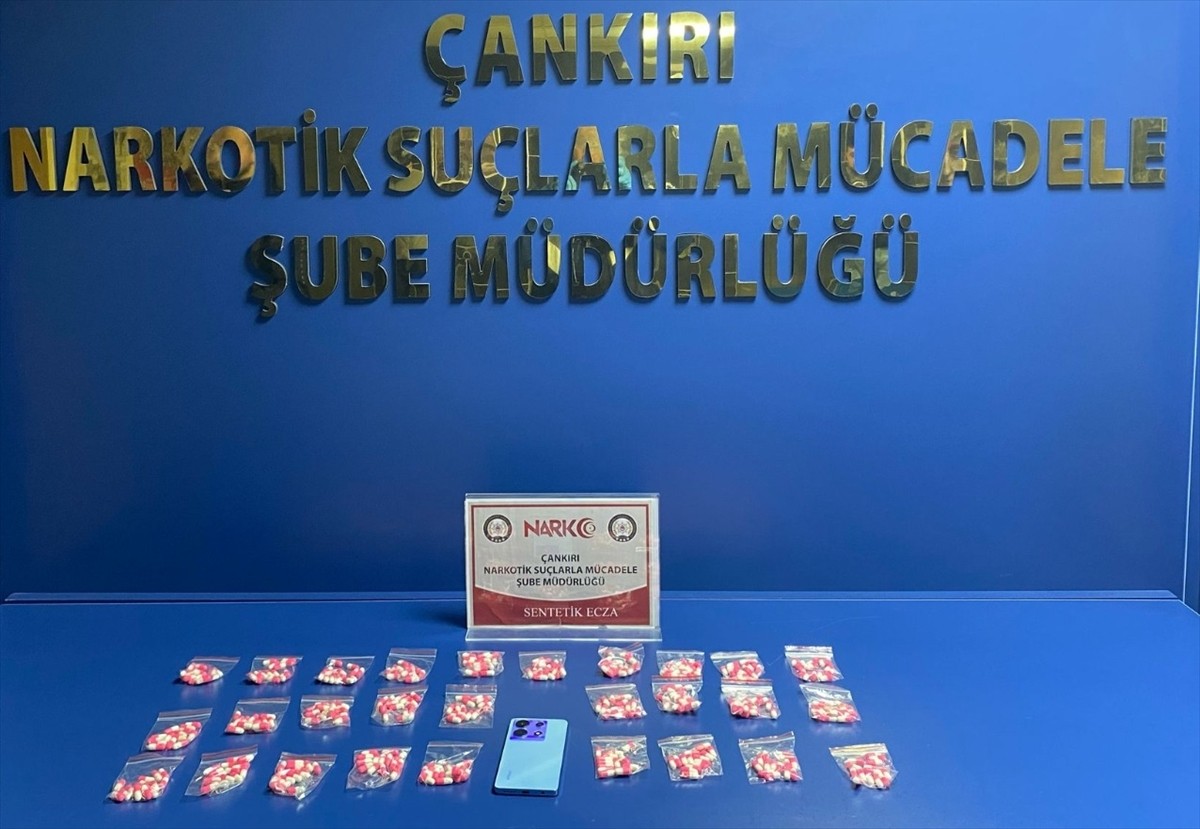 ÇANKIRI
NARKOTİK SUÇLARLA MÜCADELE
ŞUBE MÜDÜRLÜĞÜ
NARKO
ÇANKIRI
NARKOTİK SUÇLARLA MÜCADELE
ŞUBE MÜDÜRLÜĞÜ
SENTETİK ECZA